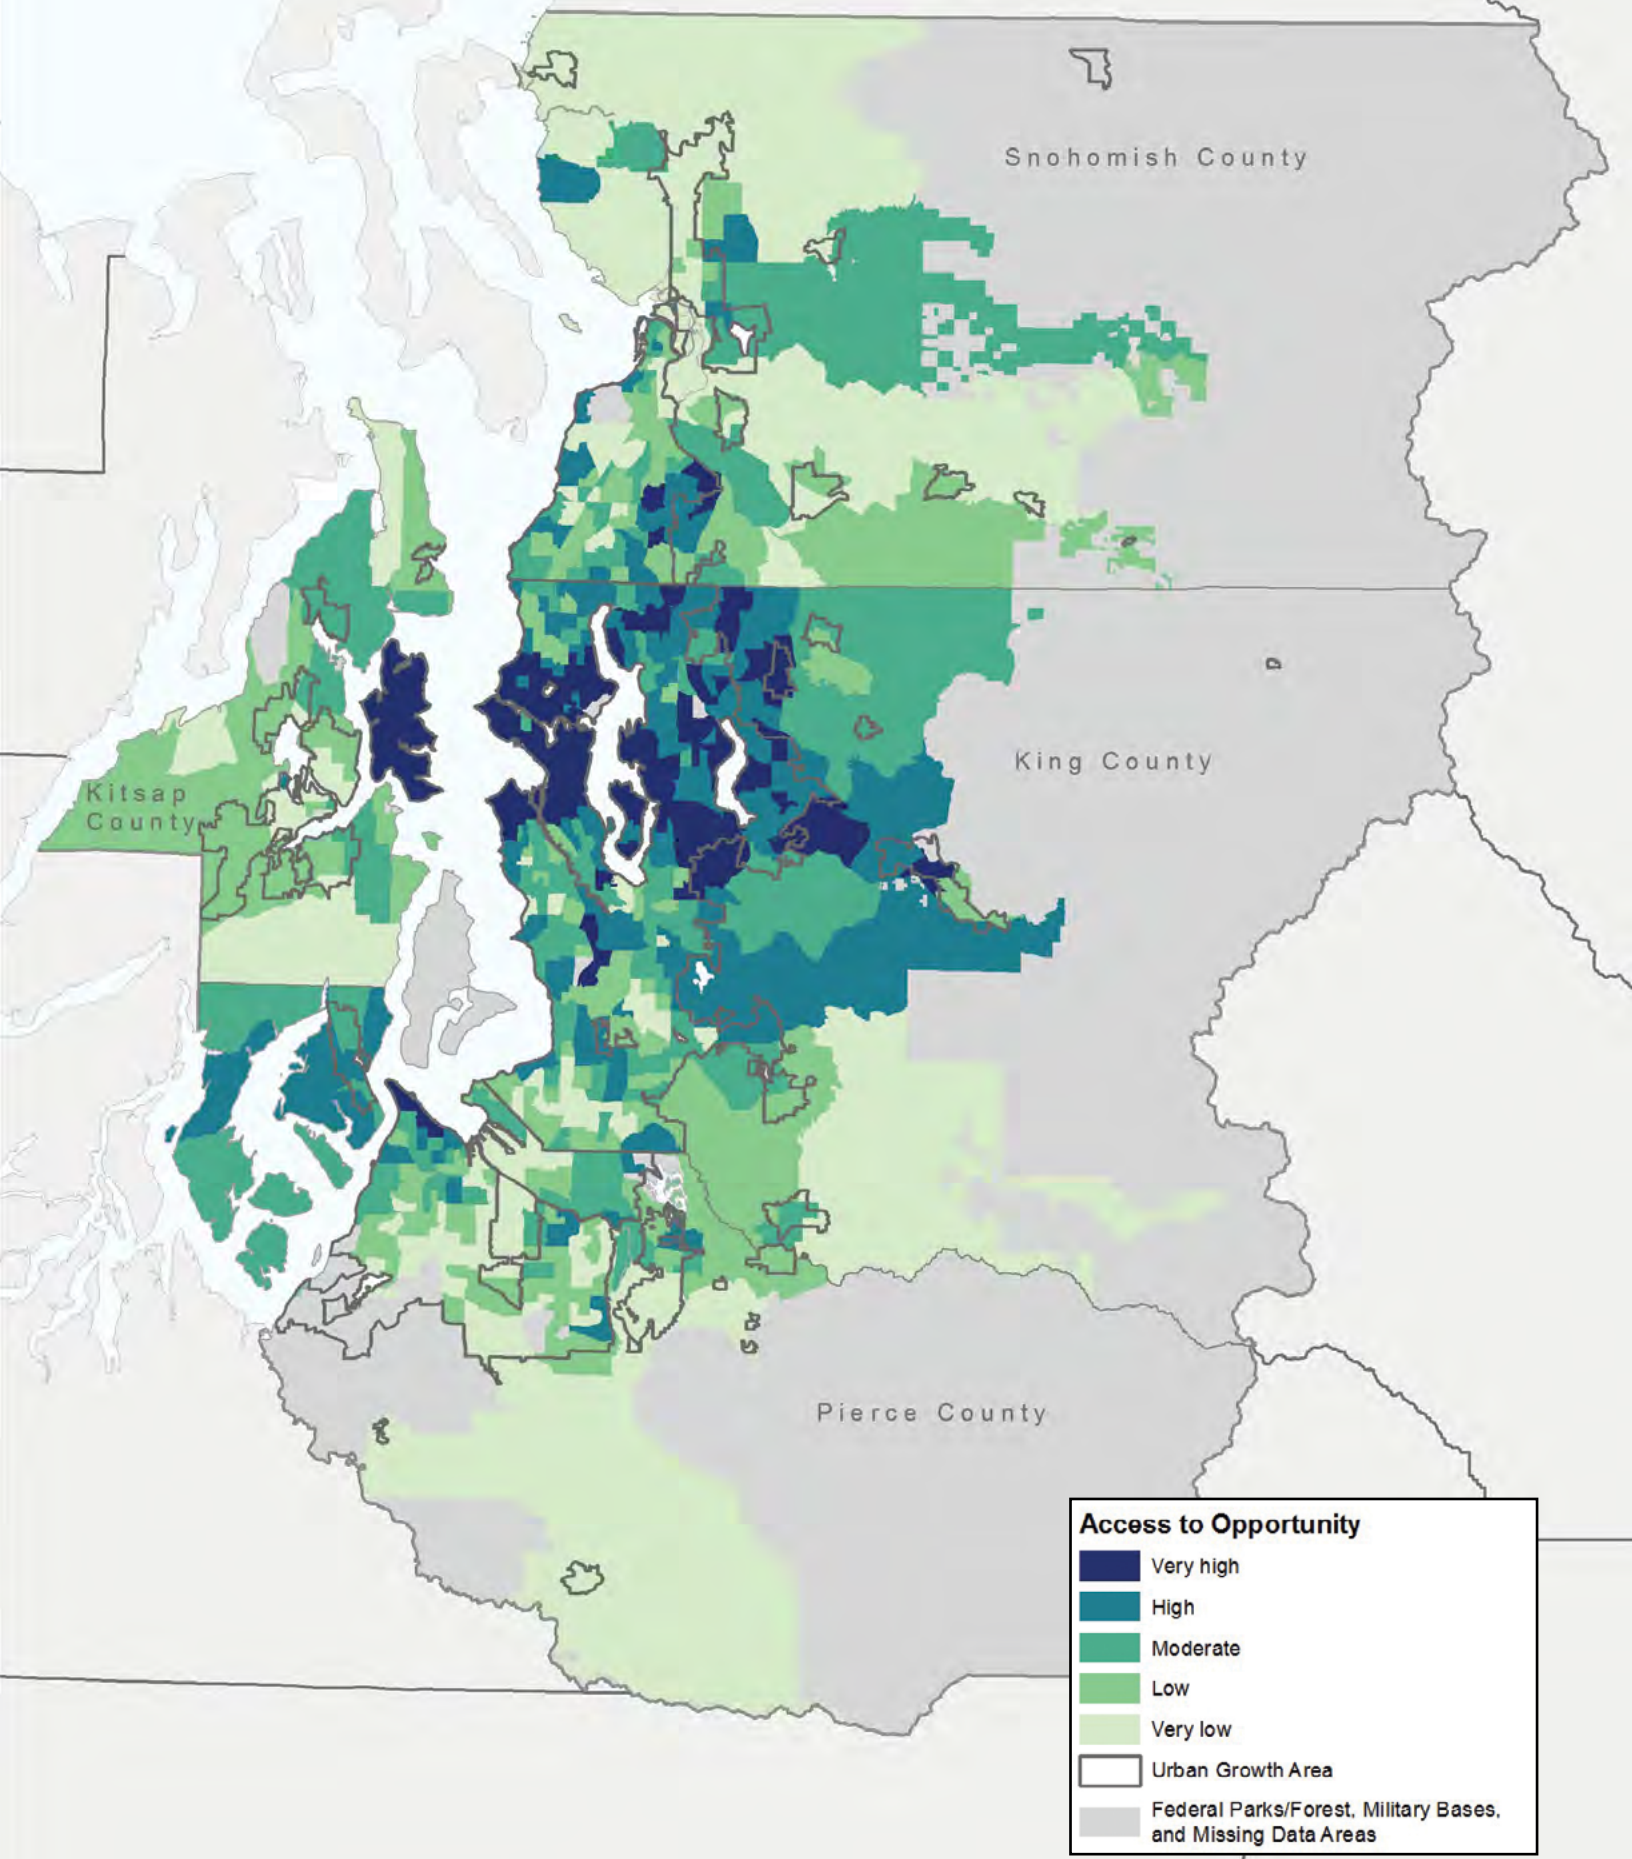 Snohomish County
King County
Kitsap
County
Pierce County
Access to Opportunity
Very high
High
Moderate
Low
Very low
Urban Growth Area
Federal Parks/Forest, Military Bases,
and Missing Data Areas